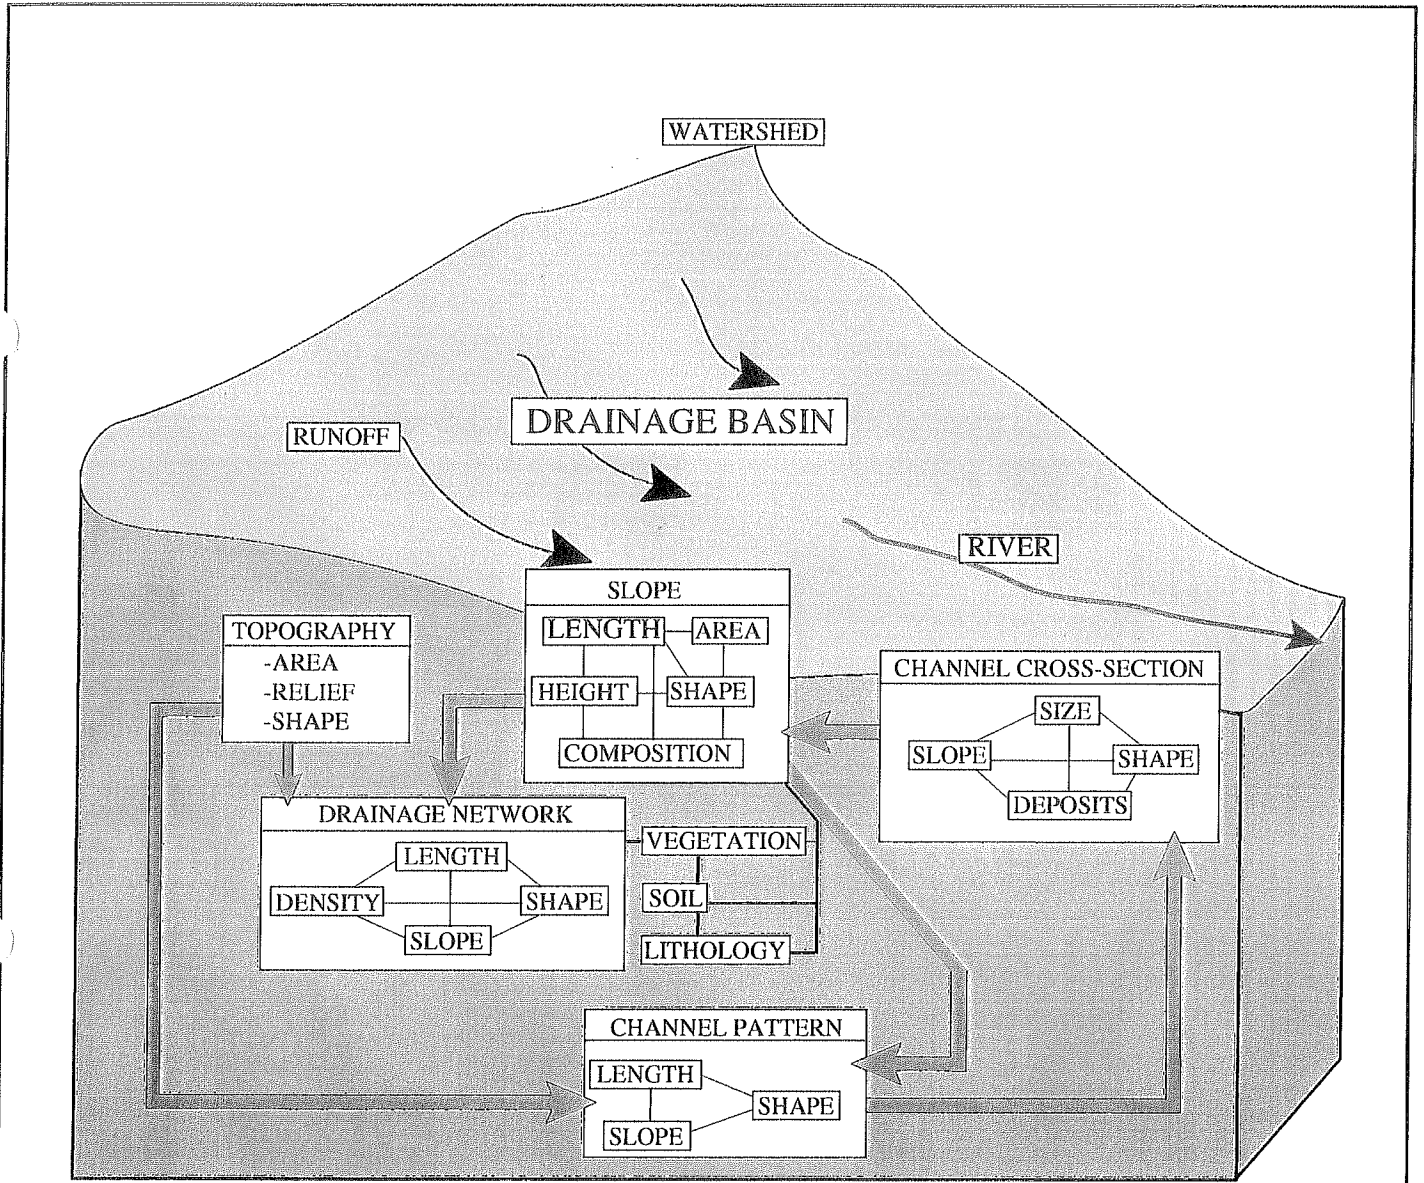 WATERSHED
DRAINAGE BASIN
RUNOFF
RIVER
SLOPE
LENGTH
AREA
HEIGHT
SHAPE
COMPOSITION
TOPOGRAPHY
-AREA
-RELIEF
-SHAPE
CHANNEL CROSS-SECTION
SIZE
SLOPE
SHAPE
DEPOSITS
DRAINAGE NETWORK
LENGTH
DENSITY
SHAPE
SLOPE
VEGETATION
SOIL
LITHOLOGY
CHANNEL PATTERN
LENGTH
SHAPE
SLOPE